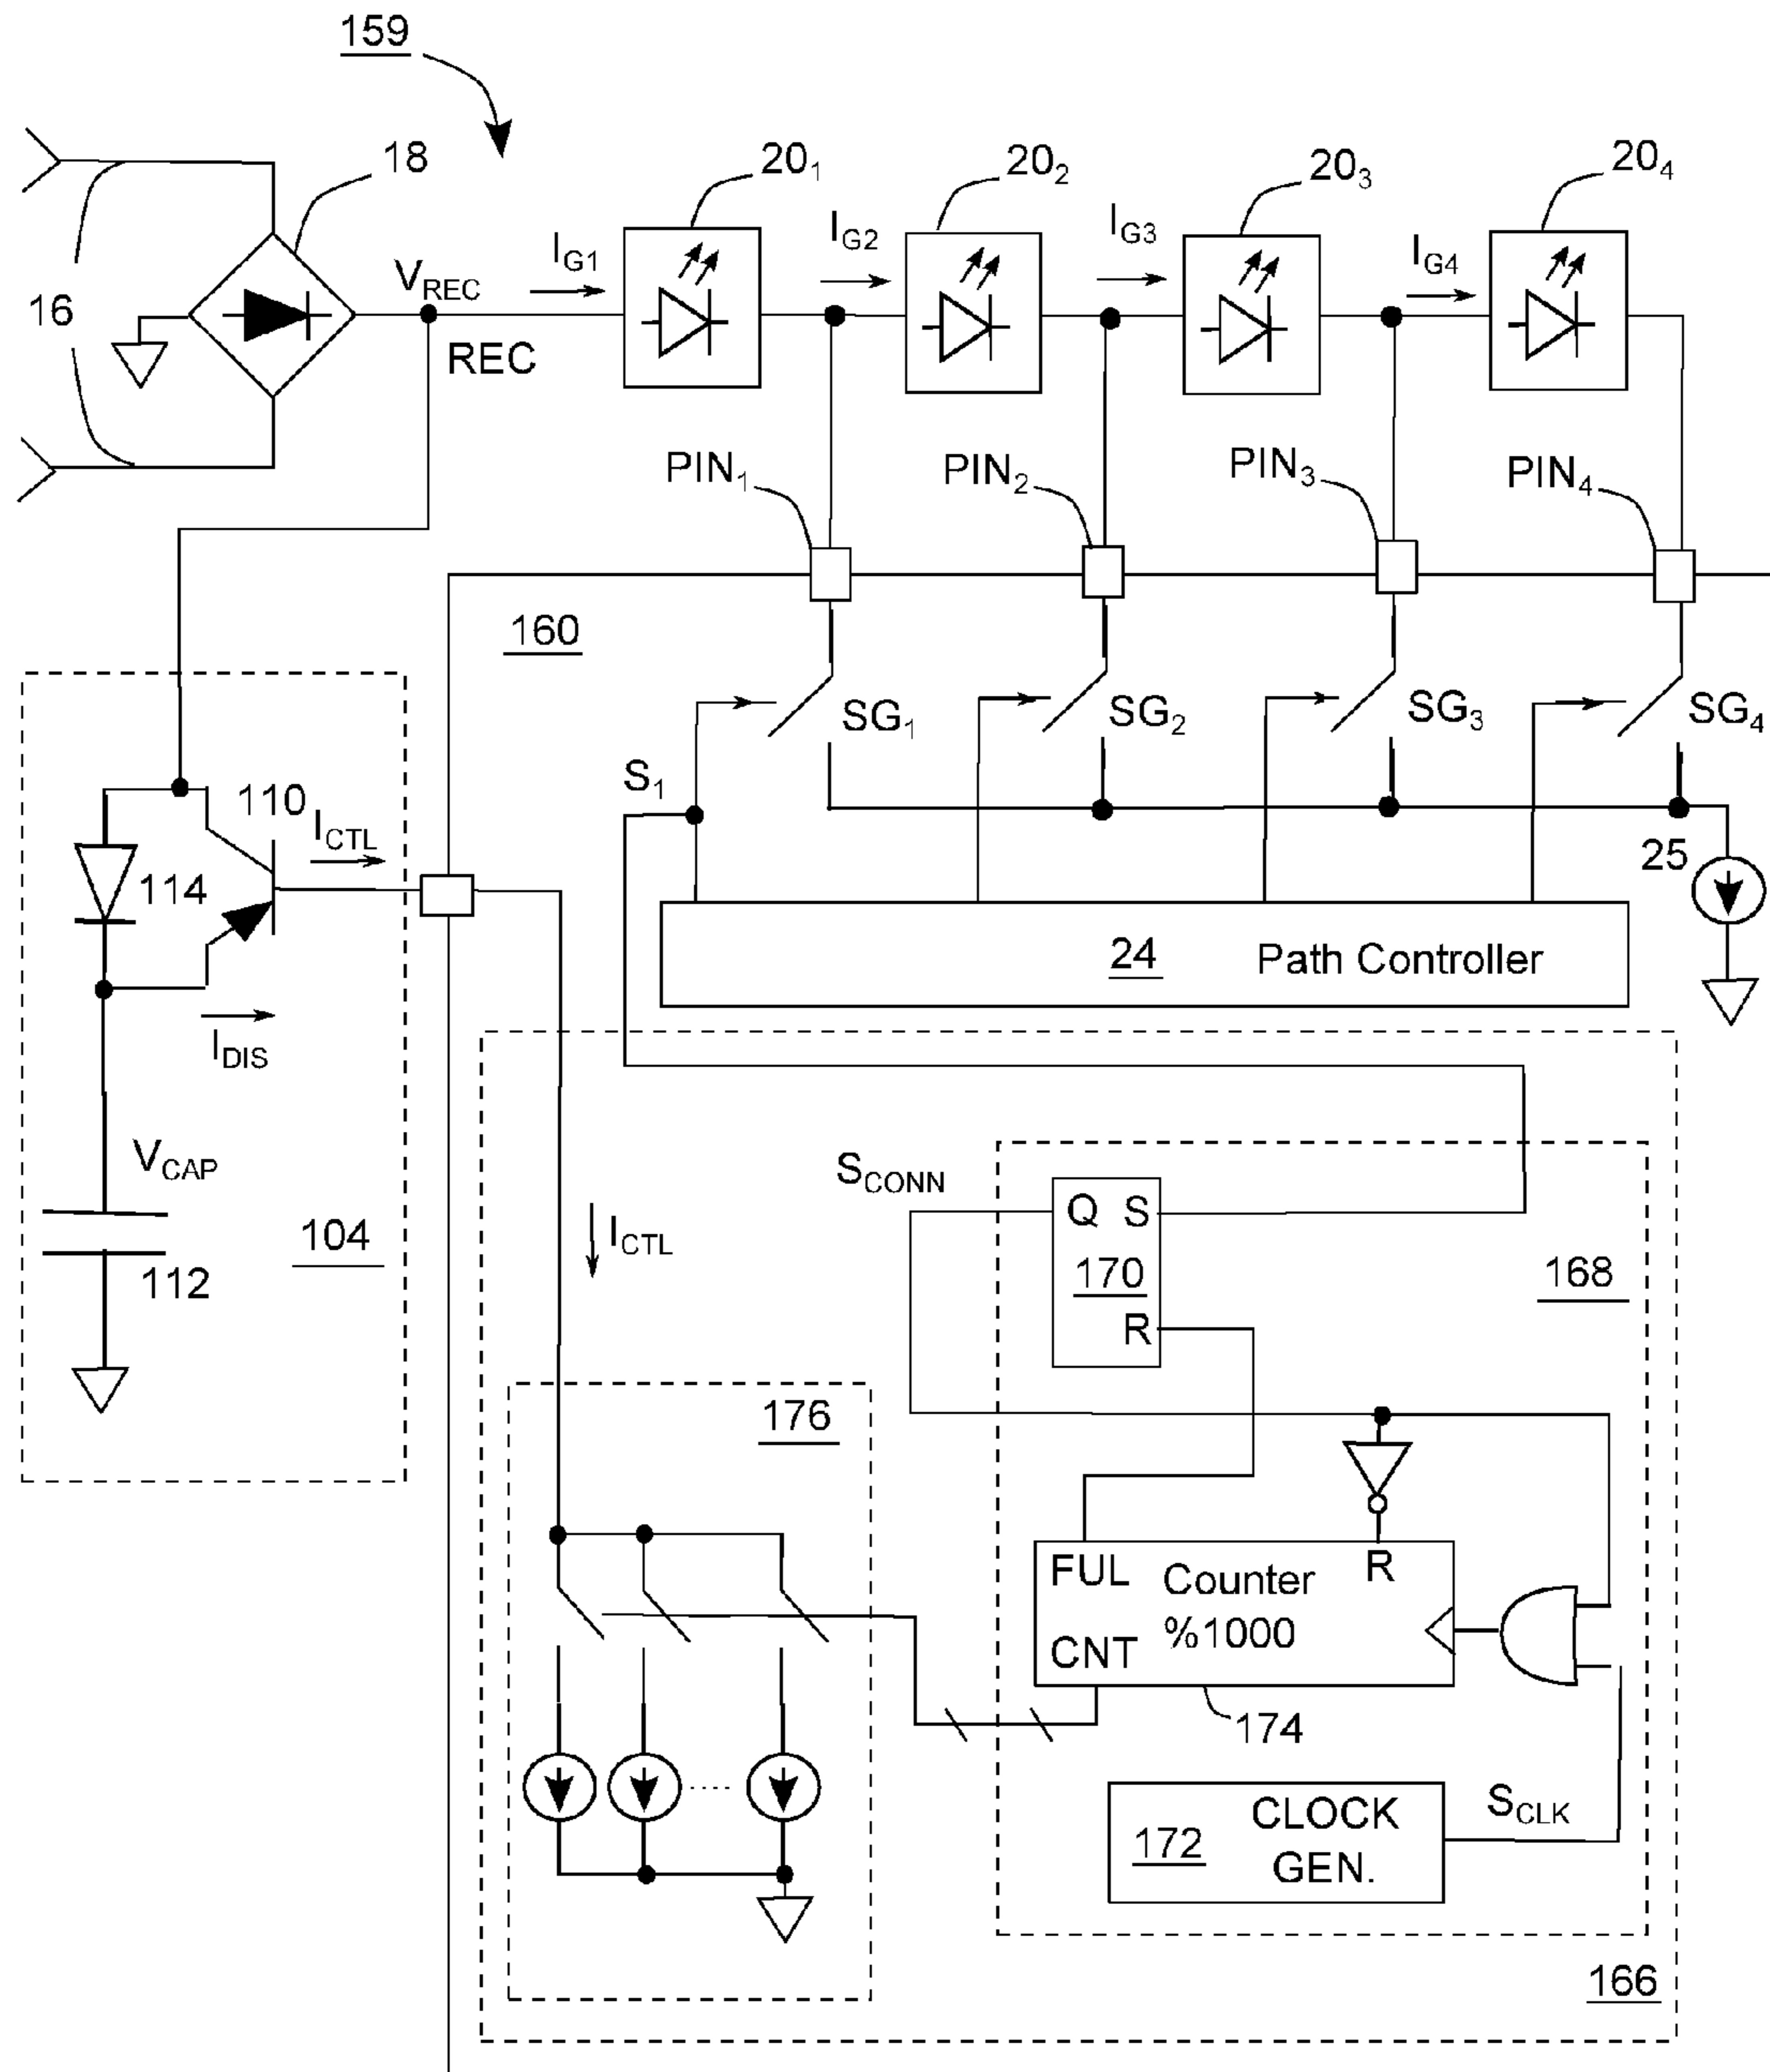 159
18
20₁
20₂
20₃
20₄
16
V_REC
REC
I_G1
I_G2
I_G3
I_G4
PIN₁
PIN₂
PIN₃
PIN₄
160
SG₁
SG₂
SG₃
SG₄
S₁
110
I_CTL
114
25
24 Path Controller
I_DIS
V_CAP
104
112
S_CONN
Q S
170
R
168
I_CTL
176
FUL Counter R
%1000
CNT
174
172 CLOCK
GEN.
S_CLK
166